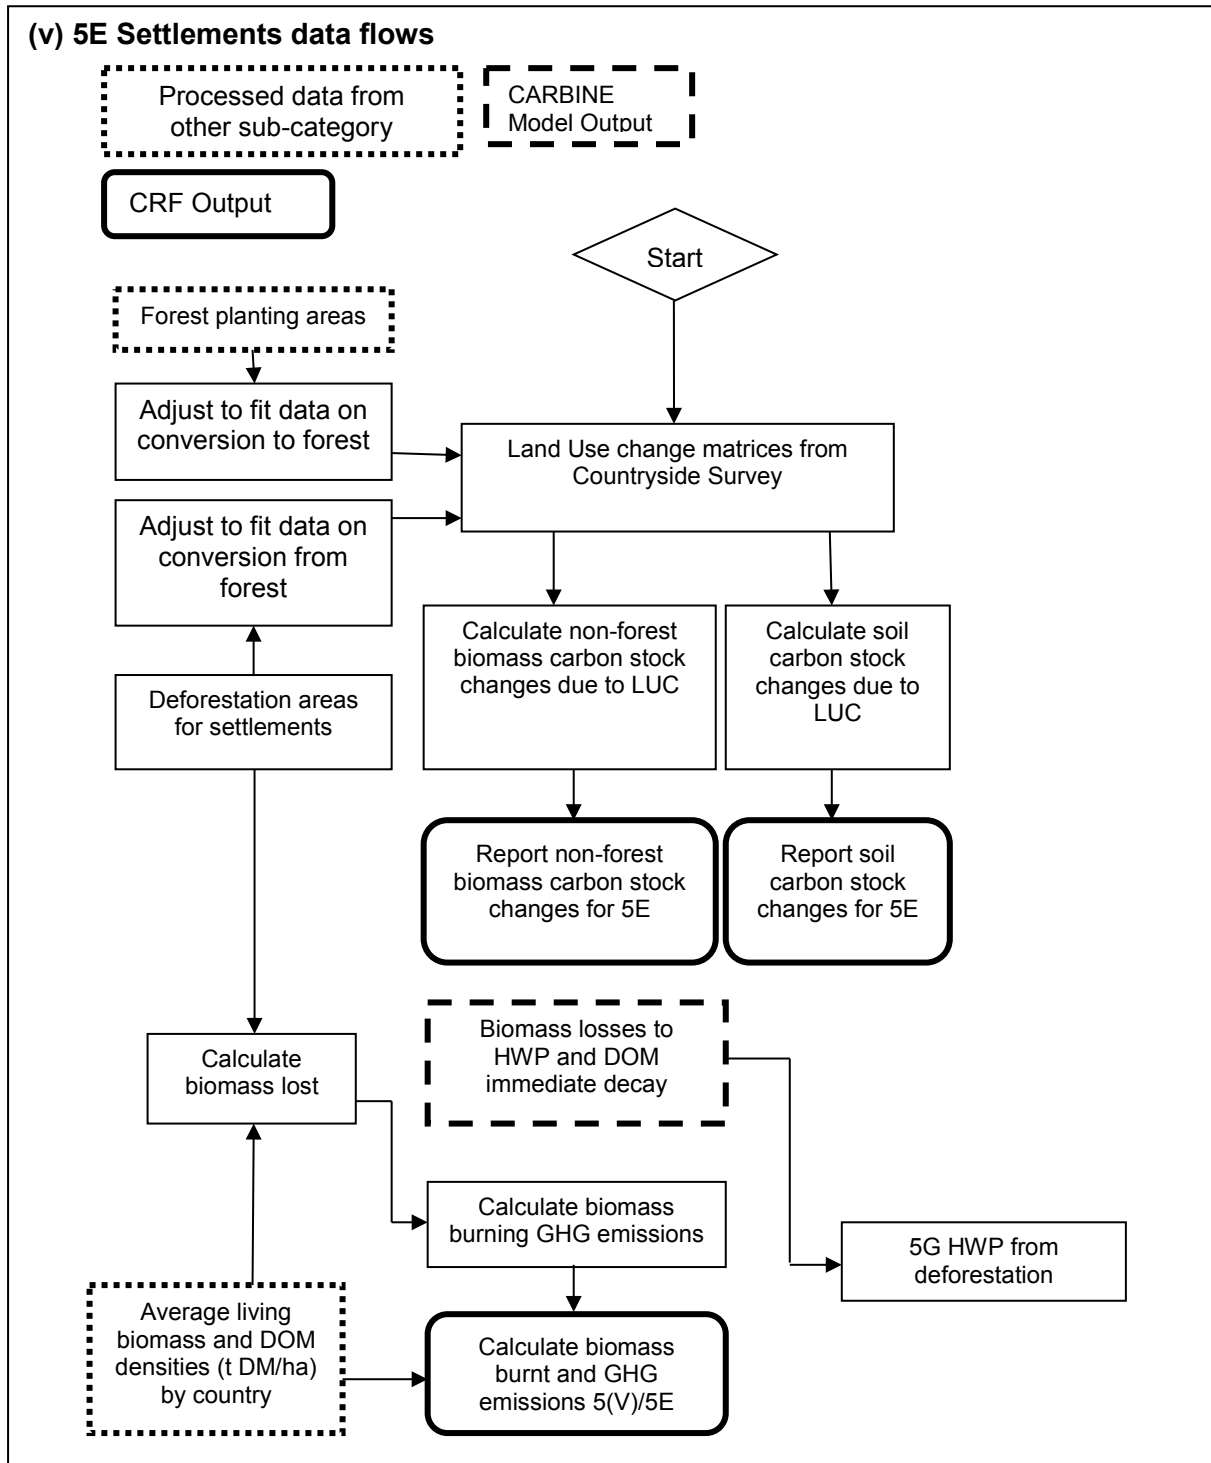 (v) 5E Settlements data flows
Processed data from
other sub-category
CARBINE
Model Output
CRF Output
Start
Forest planting areas
Adjust to fit data on
conversion to forest
Land Use change matrices from
Countryside Survey
Adjust to fit data on
conversion from
forest
Calculate non-forest
biomass carbon stock
changes due to LUC
Calculate soil
carbon stock
changes due to
LUC
Deforestation areas
for settlements
Report non-forest
biomass carbon stock
changes for 5E
Report soil
carbon stock
changes for 5E
Biomass losses to
HWP and DOM
immediate decay
Calculate
biomass lost
Calculate biomass
burning GHG emissions
5G HWP from
deforestation
Average living
biomass and DOM
densities (t DM/ha)
by country
Calculate biomass
burnt and GHG
emissions 5(V)/5E